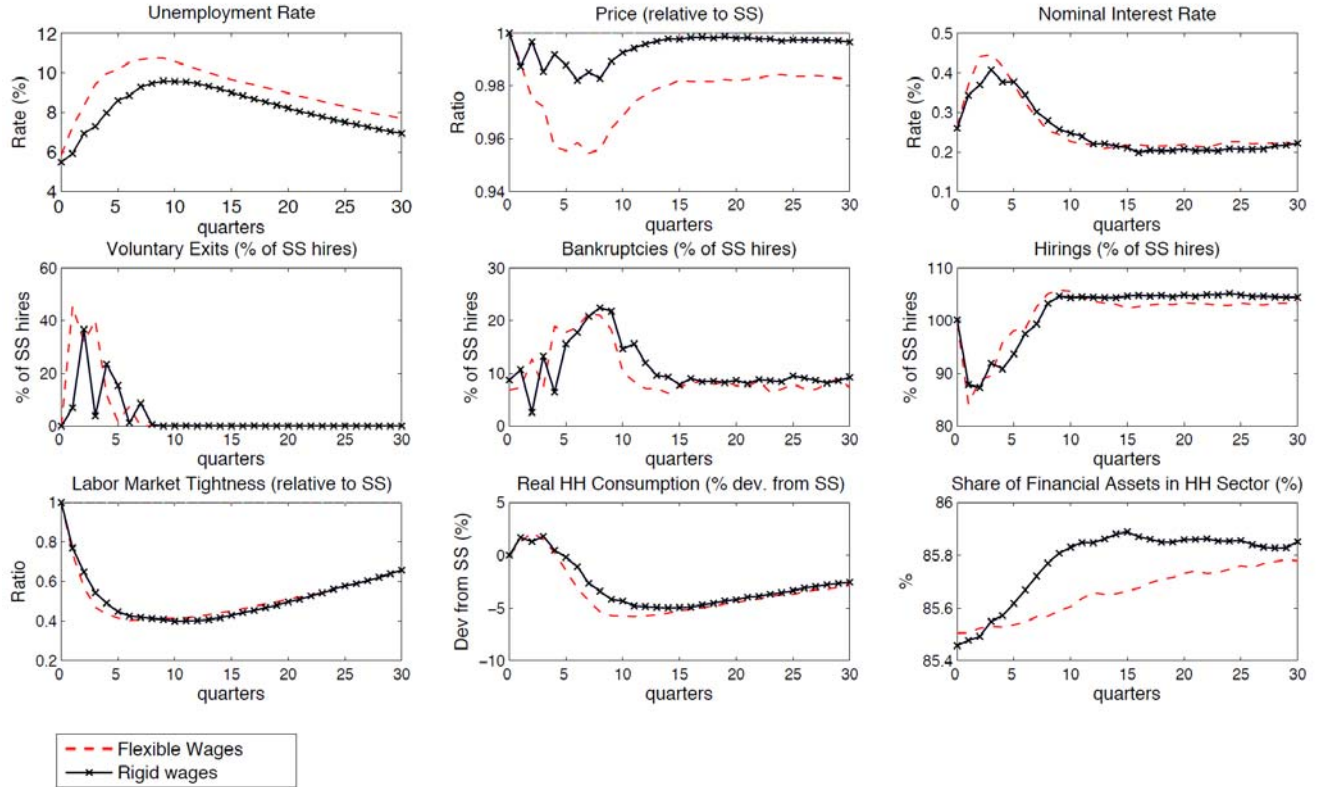 Unemployment Rate
Rate (%)
12
10
8
6
4
0 5 10 15 20 25 30
quarters
Price (relative to SS)
Ratio
1
0.98
0.96
0.94
0 5 10 15 20 25 30
quarters
Nominal Interest Rate
Rate (%)
0.5
0.4
0.3
0.2
0.1
0 5 10 15 20 25 30
quarters
Voluntary Exits (% of SS hires)
% of SS hires
60
40
20
0
0 5 10 15 20 25 30
quarters
Bankruptcies (% of SS hires)
% of SS hires
30
20
10
0
0 5 10 15 20 25 30
quarters
Hirings (% of SS hires)
% of SS hires
110
100
90
80
0 5 10 15 20 25 30
quarters
Labor Market Tightness (relative to SS)
Ratio
1
0.8
0.6
0.4
0.2
0 5 10 15 20 25 30
quarters
Real HH Consumption (% dev. from SS)
Dev from SS (%)
5
0
−5
−10
0 5 10 15 20 25 30
quarters
Share of Financial Assets in HH Sector (%)
%
86
85.8
85.6
85.4
0 5 10 15 20 25 30
quarters
Flexible Wages
Rigid wages